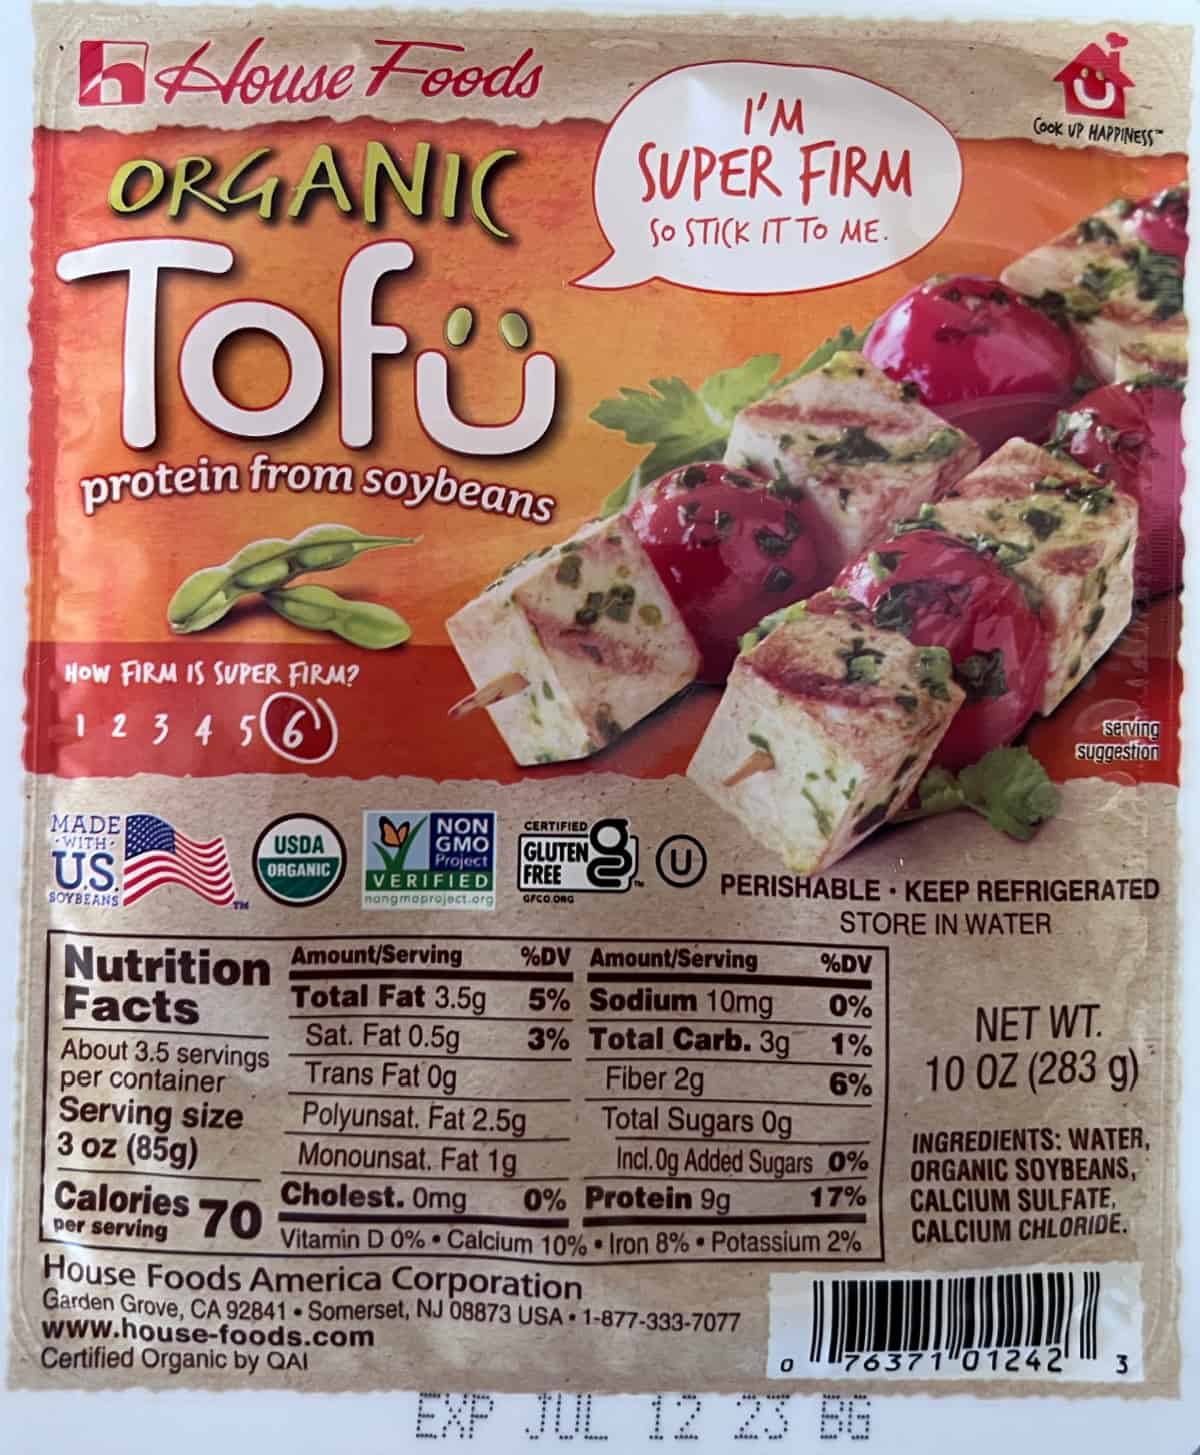 House Foods
COOK UP HAPPINESS™
I'M
SUPER FIRM
SO STICK IT TO ME.
ORGANIC
Tofu
protein from soybeans
HOW FIRM IS SUPER FIRM?
1 2 3 4 5 6
serving
suggestion
MADE
·WITH·
U.S.
SOYBEANS
™
USDA
ORGANIC
NON
GMO
Project
VERIFIED
nongmoproject.org
CERTIFIED
GLUTEN
FREE
g
™
GFCO.ORG
U
PERISHABLE • KEEP REFRIGERATED
STORE IN WATER
Nutrition
Facts
About 3.5 servings
per container
Serving size
3 oz (85g)
Calories 70
per serving
Amount/Serving %DV
Total Fat 3.5g 5%
Sat. Fat 0.5g 3%
Trans Fat 0g
Polyunsat. Fat 2.5g
Monounsat. Fat 1g
Cholest. 0mg 0%
Amount/Serving %DV
Sodium 10mg 0%
Total Carb. 3g 1%
Fiber 2g 6%
Total Sugars 0g
Incl. 0g Added Sugars 0%
Protein 9g 17%
Vitamin D 0% • Calcium 10% • Iron 8% • Potassium 2%
NET WT.
10 OZ (283 g)
INGREDIENTS: WATER,
ORGANIC SOYBEANS,
CALCIUM SULFATE,
CALCIUM CHLORIDE.
House Foods America Corporation
Garden Grove, CA 92841 • Somerset, NJ 08873 USA • 1-877-333-7077
www.house-foods.com
Certified Organic by QAI
0 76371 01242 3
EXP JUL 12 23 BG